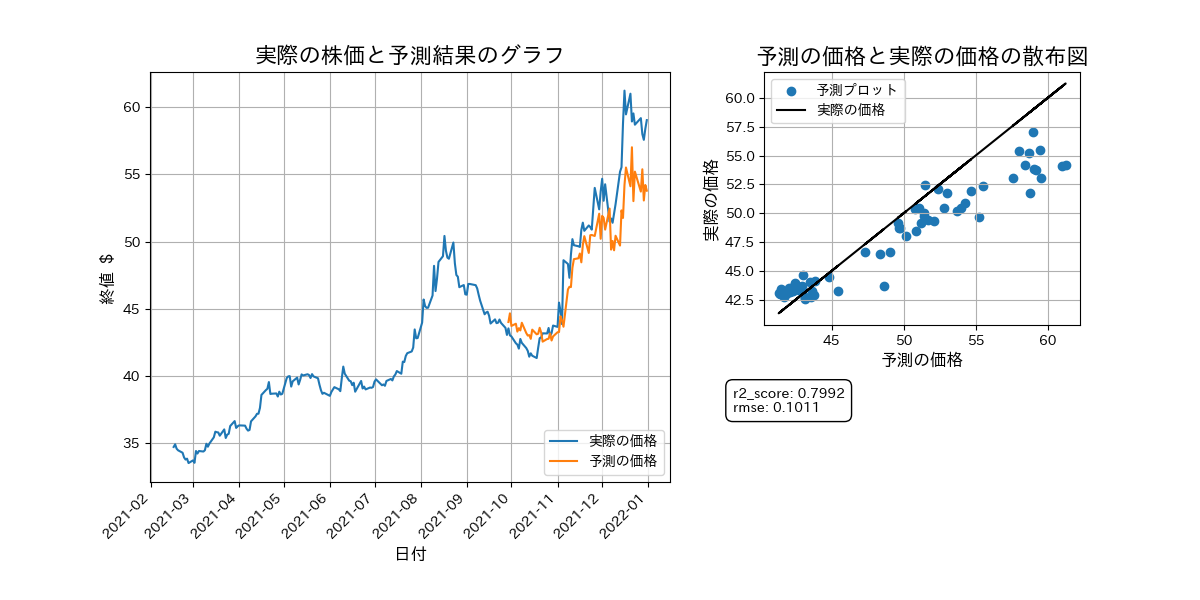 実際の株価と予測結果のグラフ
60
55
50
45
40
35
終値 $
実際の価格
予測の価格
2021-02
2021-03
2021-04
2021-05
2021-06
2021-07
2021-08
2021-09
2021-10
2021-11
2021-12
2022-01
日付
予測の価格と実際の価格の散布図
予測プロット
実際の価格
60.0
57.5
55.0
52.5
50.0
47.5
45.0
42.5
実際の価格
45
50
55
60
予測の価格
r2_score: 0.7992
rmse: 0.1011